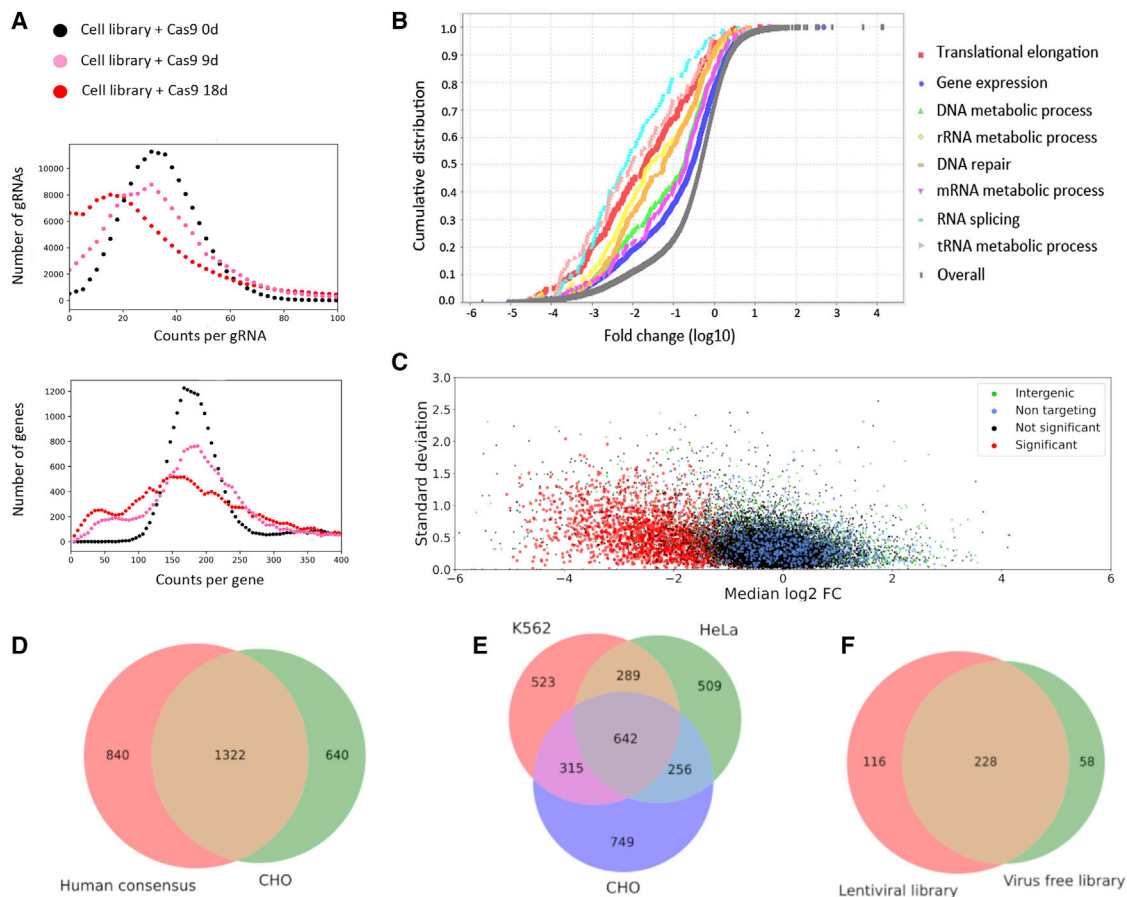 A
Cell library + Cas9 0d
Cell library + Cas9 9d
Cell library + Cas9 18d
Number of gRNAs
10000
8000
6000
4000
2000
0
0 20 40 60 80 100
Counts per gRNA
Number of genes
1200
1000
800
600
400
200
0
0 50 100 150 200 250 300 350 400
Counts per gene
B
Cumulative distribution
1.0
0.9
0.8
0.7
0.6
0.5
0.4
0.3
0.2
0.1
0.0
-6 -5 -4 -3 -2 -1 0 1 2 3 4
Fold change (log10)
Translational elongation
Gene expression
DNA metabolic process
rRNA metabolic process
DNA repair
mRNA metabolic process
RNA splicing
tRNA metabolic process
Overall
C
Standard deviation
3.0
2.5
2.0
1.5
1.0
0.5
0.0
−6 −4 −2 0 2 4 6
Median log2 FC
Intergenic
Non targeting
Not significant
Significant
D
840
1322
640
Human consensus
CHO
E
K562
HeLa
523
289
509
642
315
256
749
CHO
F
116
228
58
Lentiviral library
Virus free library